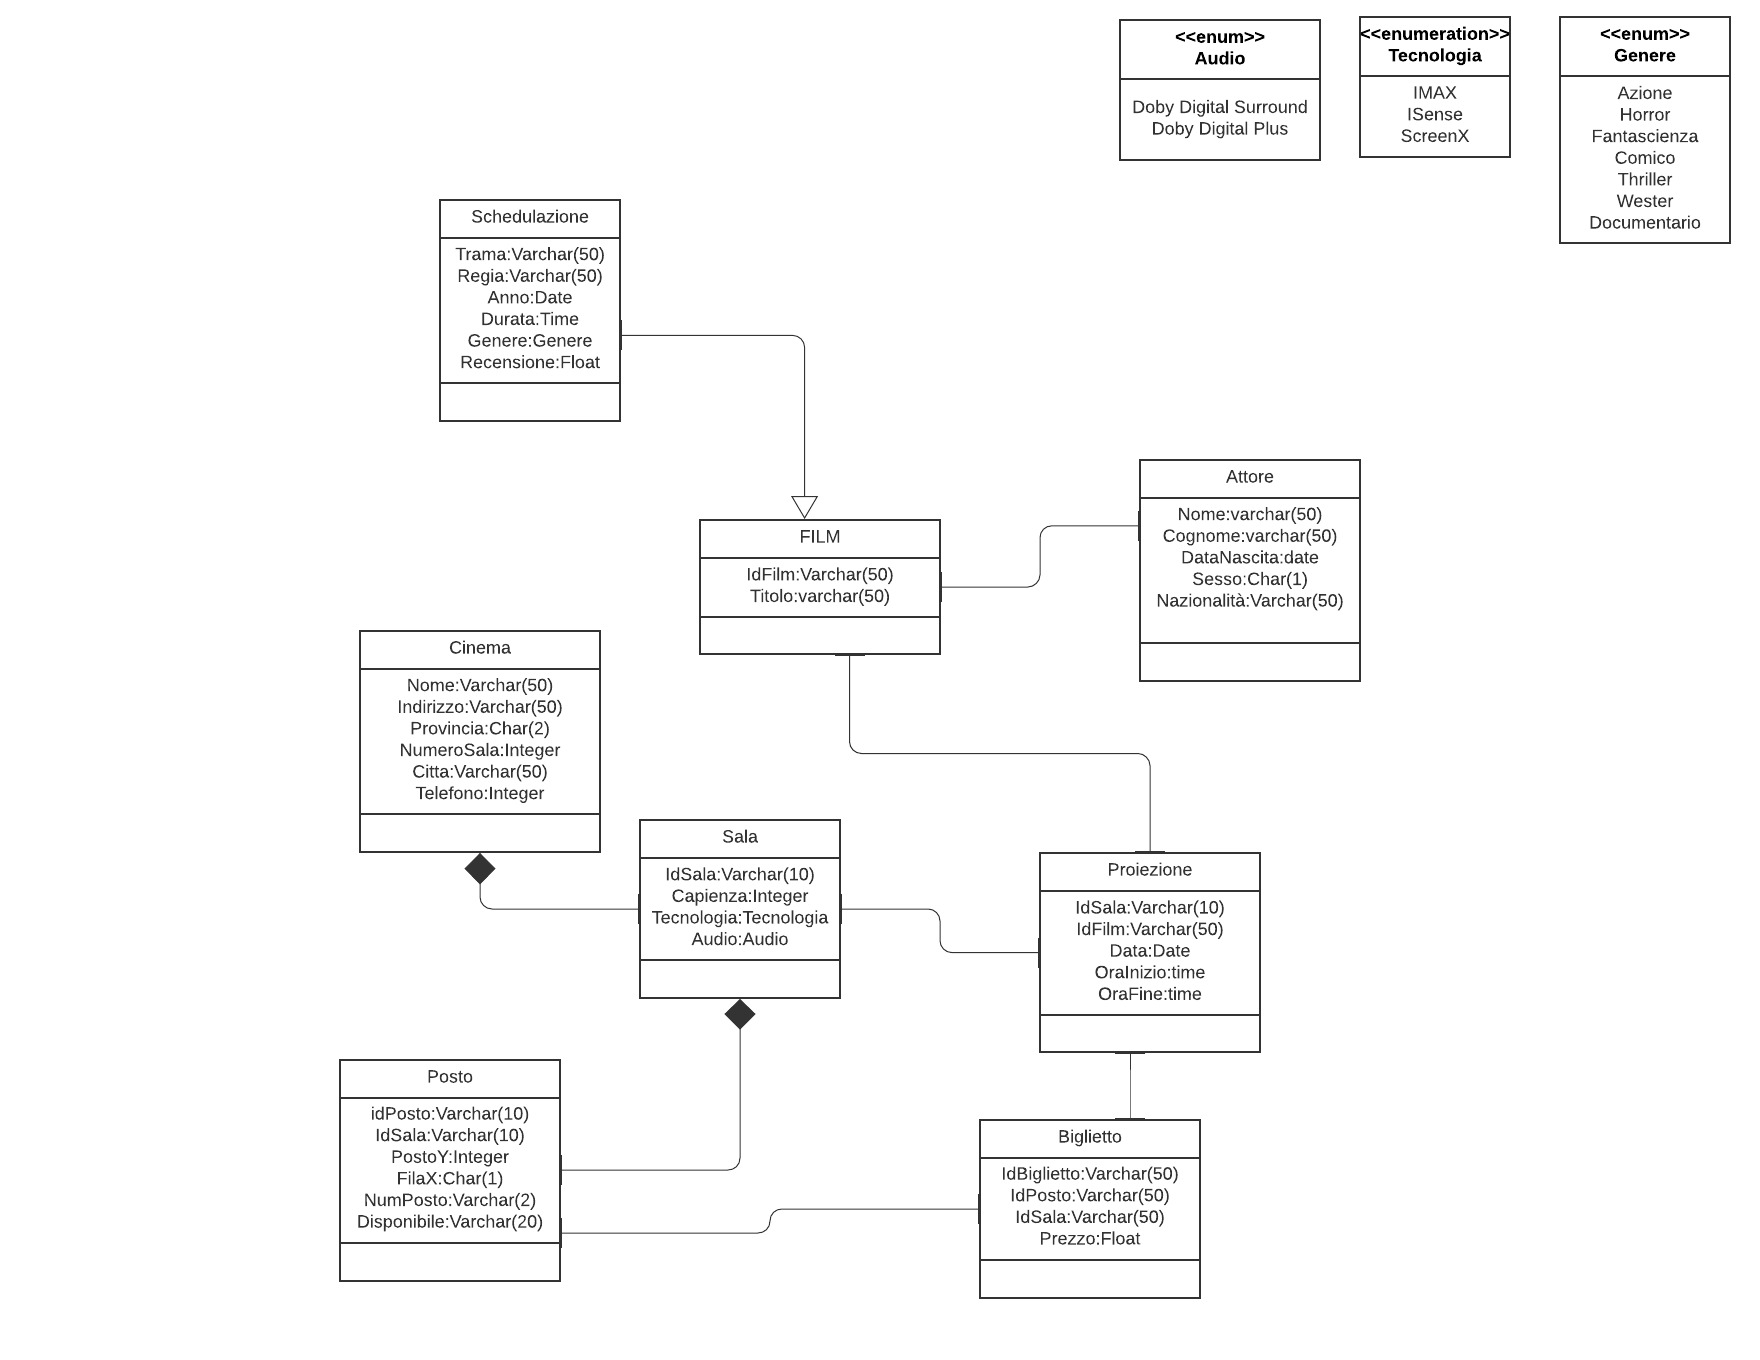 <<enum>>
Audio
Doby Digital Surround
Doby Digital Plus
<<enumeration>>
Tecnologia
IMAX
ISense
ScreenX
<<enum>>
Genere
Azione
Horror
Fantascienza
Comico
Thriller
Wester
Documentario
Schedulazione
Trama:Varchar(50)
Regia:Varchar(50)
Anno:Date
Durata:Time
Genere:Genere
Recensione:Float
Attore
Nome:varchar(50)
Cognome:varchar(50)
DataNascita:date
Sesso:Char(1)
Nazionalità:Varchar(50)
FILM
IdFilm:Varchar(50)
Titolo:varchar(50)
Cinema
Nome:Varchar(50)
Indirizzo:Varchar(50)
Provincia:Char(2)
NumeroSala:Integer
Citta:Varchar(50)
Telefono:Integer
Sala
IdSala:Varchar(10)
Capienza:Integer
Tecnologia:Tecnologia
Audio:Audio
Proiezione
IdSala:Varchar(10)
IdFilm:Varchar(50)
Data:Date
OraInizio:time
OraFine:time
Posto
idPosto:Varchar(10)
IdSala:Varchar(10)
PostoY:Integer
FilaX:Char(1)
NumPosto:Varchar(2)
Disponibile:Varchar(20)
Biglietto
IdBiglietto:Varchar(50)
IdPosto:Varchar(50)
IdSala:Varchar(50)
Prezzo:Float